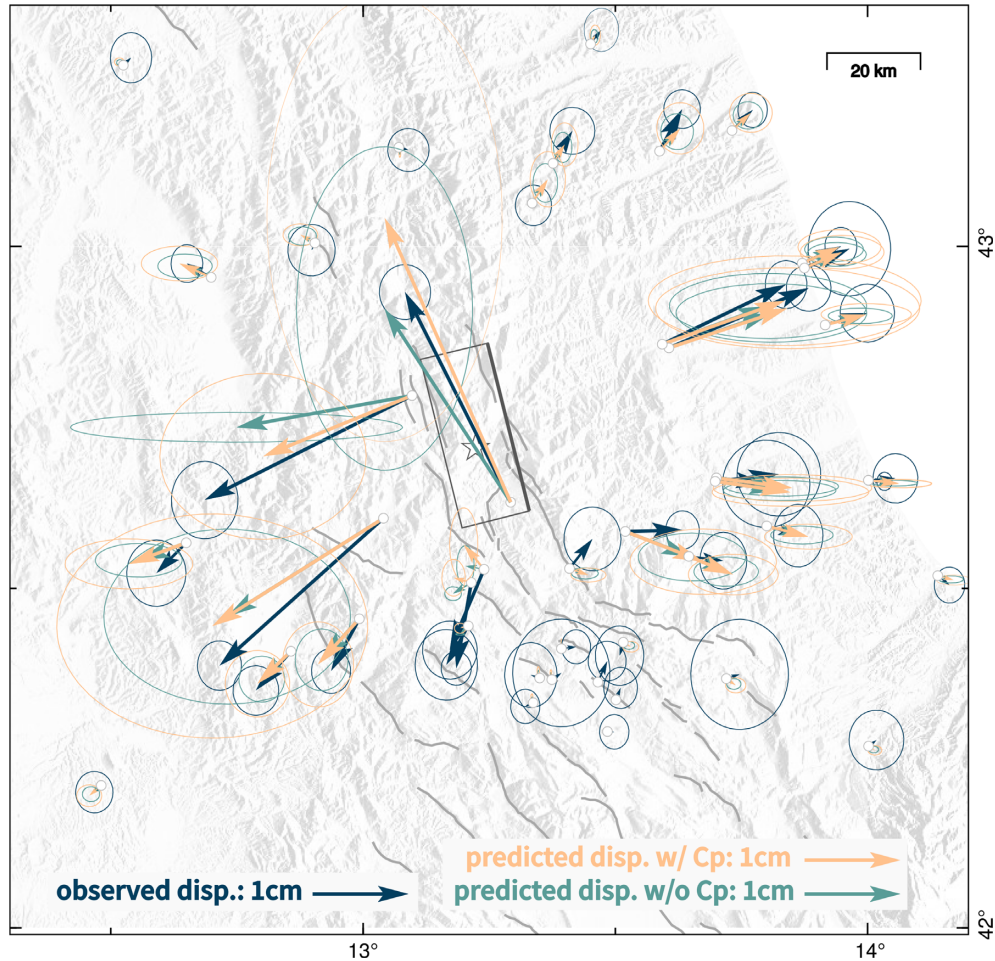 20 km
43°
predicted disp. w/ Cp: 1cm
observed disp.: 1cm
predicted disp. w/o Cp: 1cm
42°
13°
14°